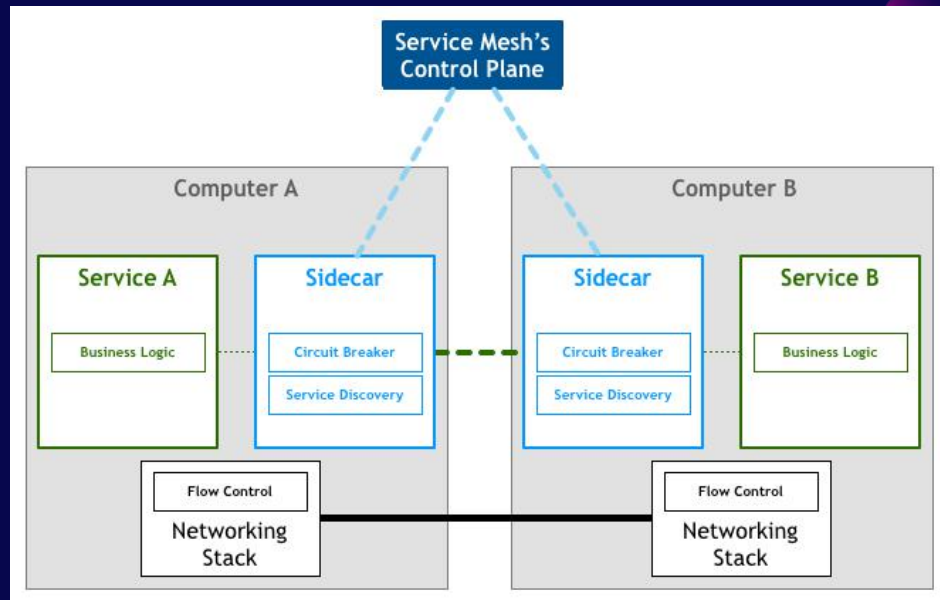 Service Mesh's
Control Plane
Computer A
Computer B
Service A
Sidecar
Sidecar
Service B
Business Logic
Circuit Breaker
Circuit Breaker
Business Logic
Service Discovery
Service Discovery
Flow Control
Flow Control
Networking
Stack
Networking
Stack